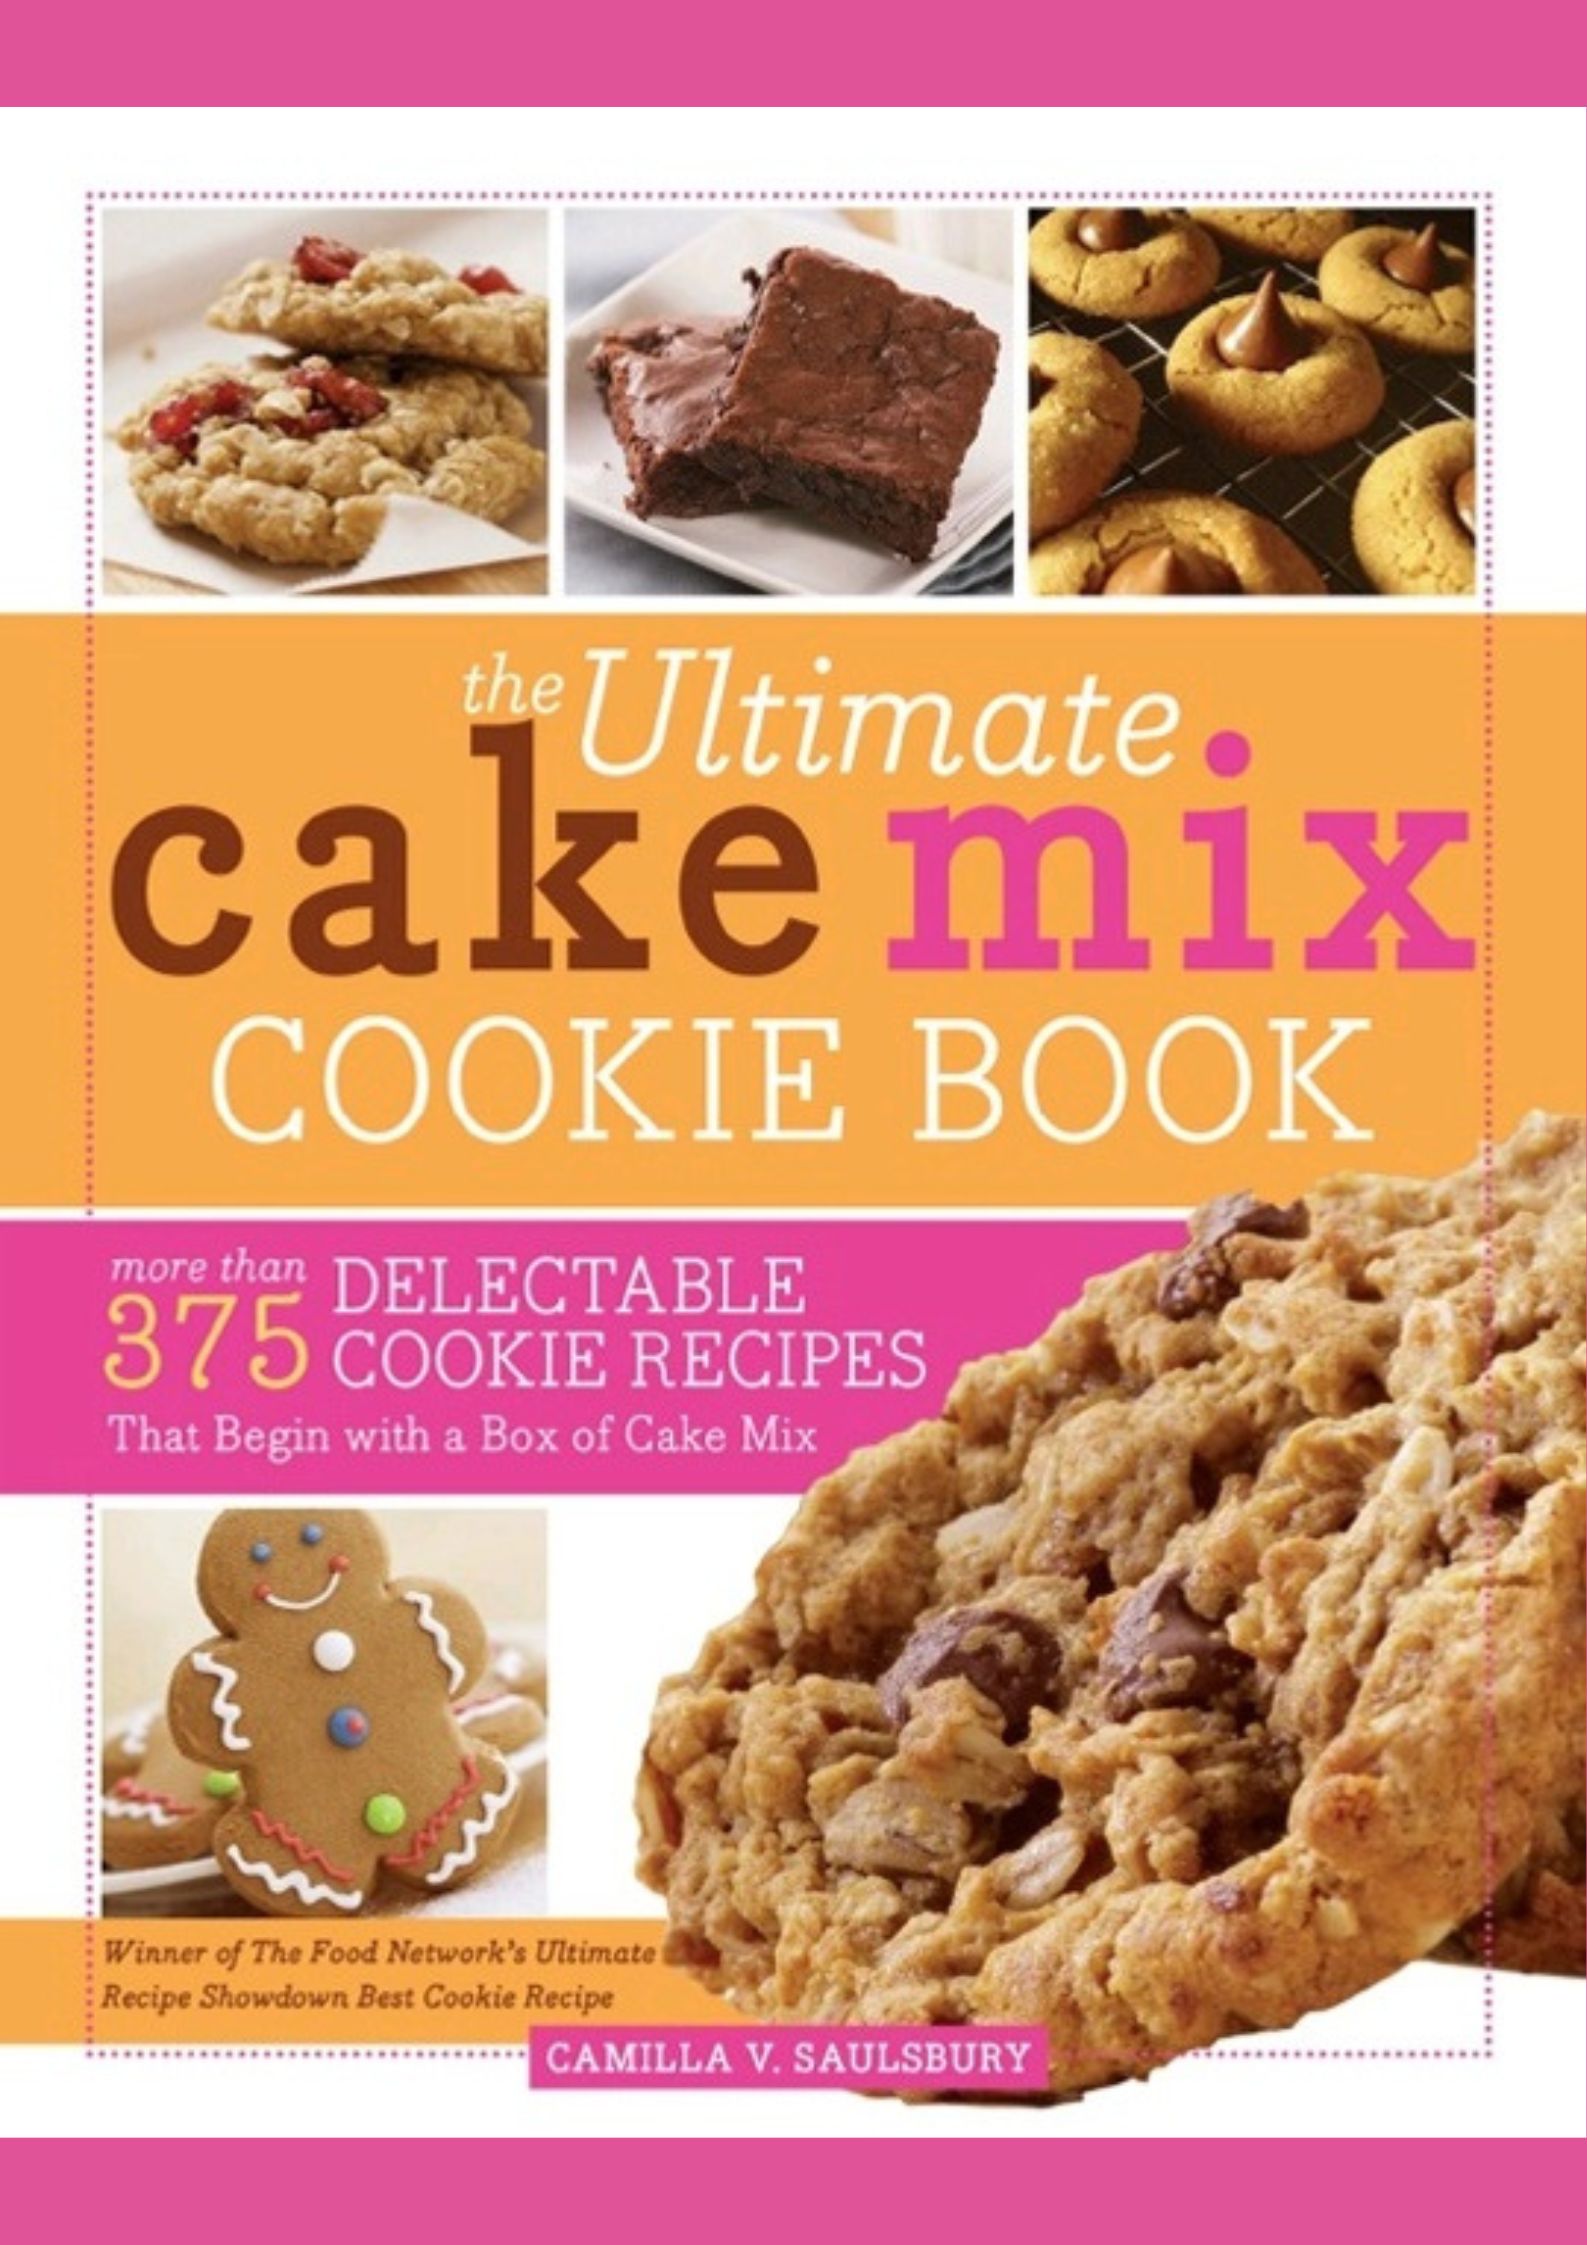 the Ultimate
cake mix
COOKIE BOOK
more than
375 DELECTABLE
COOKIE RECIPES
That Begin with a Box of Cake Mix
Winner of The Food Network's Ultimate
Recipe Showdown Best Cookie Recipe
CAMILLA V. SAULSBURY